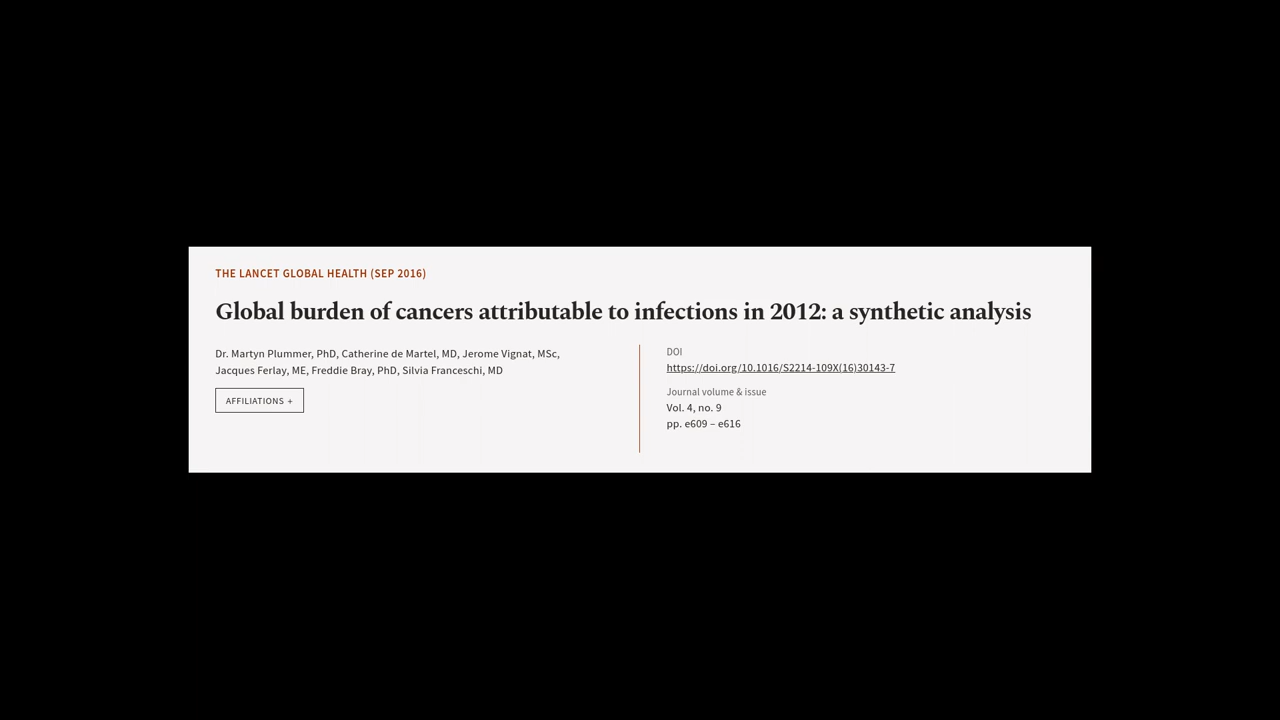 THE LANCET GLOBAL HEALTH (SEP 2016)
Global burden of cancers attributable to infections in 2012: a synthetic analysis
Dr. Martyn Plummer, PhD, Catherine de Martel, MD, Jerome Vignat, MSc,
Jacques Ferlay, ME, Freddie Bray, PhD, Silvia Franceschi, MD
AFFILIATIONS +
DOI
https://doi.org/10.1016/S2214-109X(16)30143-7
Journal volume & issue
Vol. 4, no. 9
pp. e609 – e616